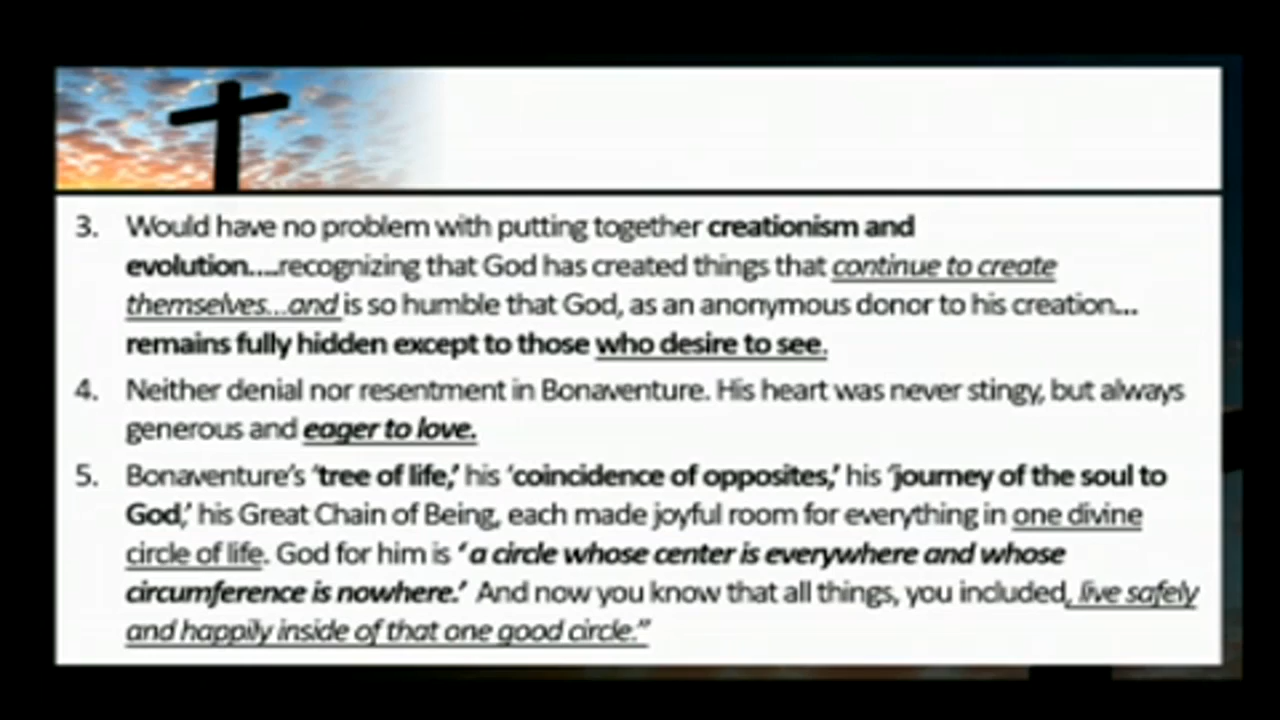 3. Would have no problem with putting together creationism and
evolution....recognizing that God has created things that continue to create
themselves...and is so humble that God, as an anonymous donor to his creation...
remains fully hidden except to those who desire to see.
4. Neither denial nor resentment in Bonaventure. His heart was never stingy, but always
generous and eager to love.
5. Bonaventure's 'tree of life,' his 'coincidence of opposites,' his 'journey of the soul to
God,' his Great Chain of Being, each made joyful room for everything in one divine
circle of life. God for him is ' a circle whose center is everywhere and whose
circumference is nowhere.' And now you know that all things, you included, live safely
and happily inside of that one good circle."